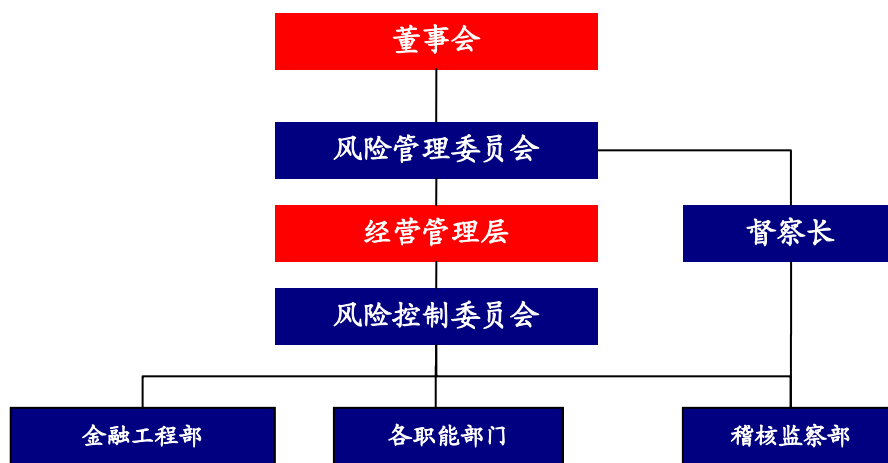 董事会
风险管理委员会
经营管理层
督察长
风险控制委员会
金融工程部
各职能部门
稽核监察部